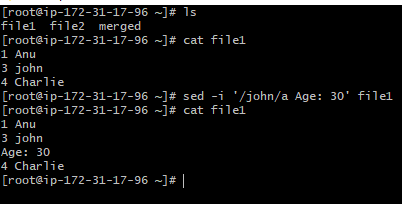 [root@ip-172-31-17-96 ~]# ls
file1  file2  merged
[root@ip-172-31-17-96 ~]# cat file1
1 Anu
3 john
4 Charlie
[root@ip-172-31-17-96 ~]# sed -i '/john/a Age: 30' file1
[root@ip-172-31-17-96 ~]# cat file1
1 Anu
3 john
Age: 30
4 Charlie
[root@ip-172-31-17-96 ~]#